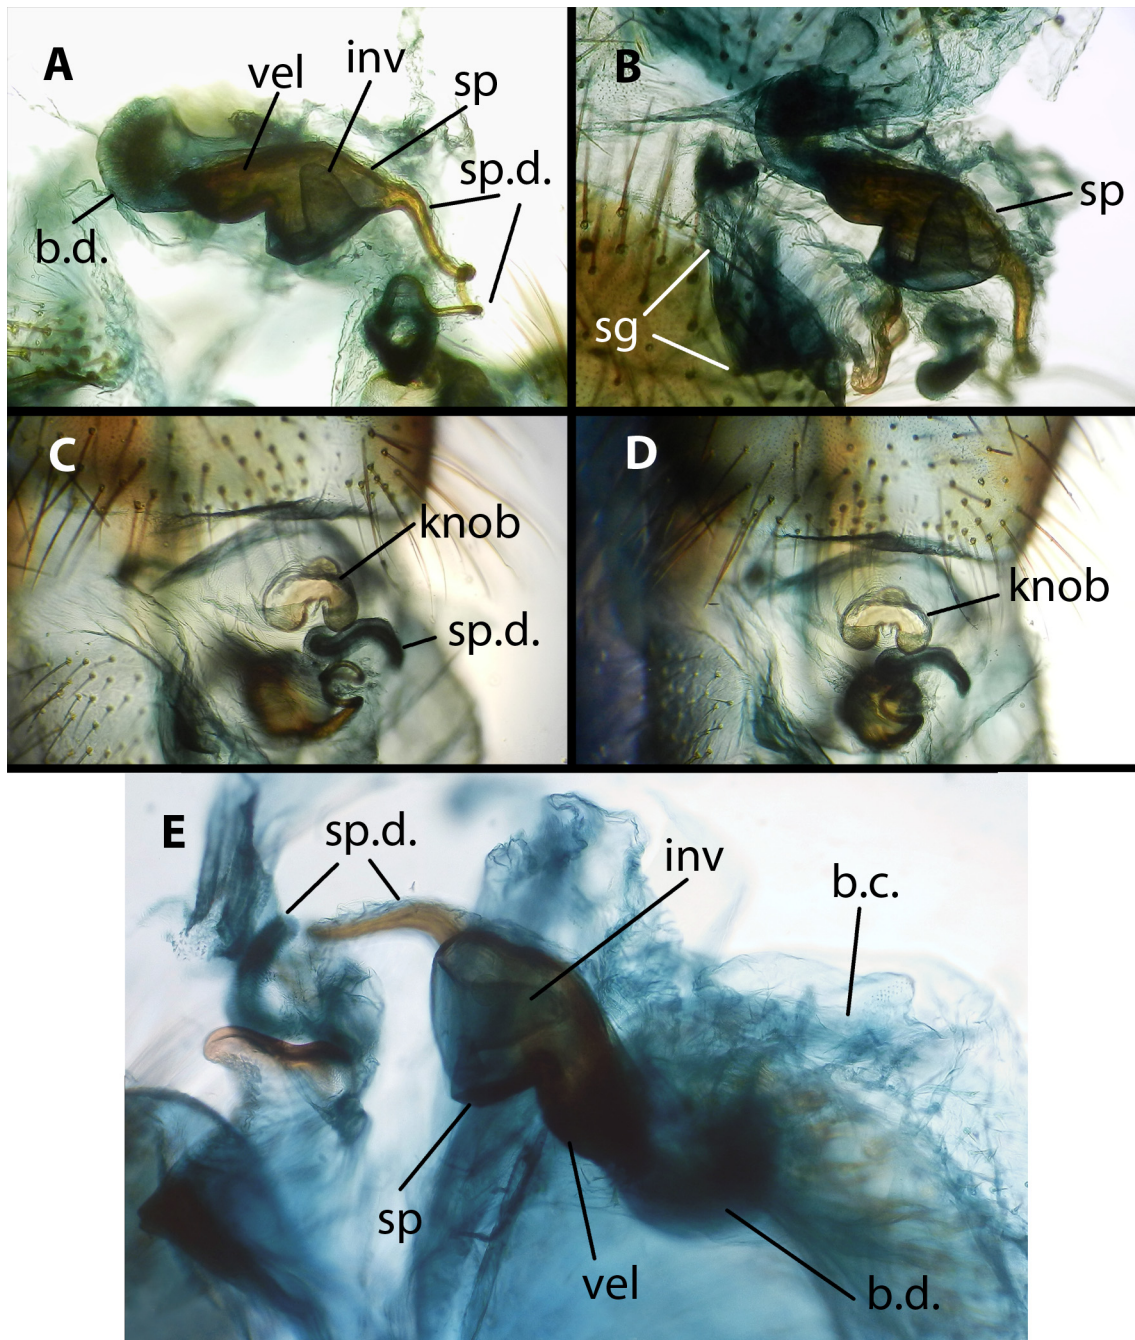 A
vel
inv
sp
sp.d.
b.d.
B
sp
sg
C
knob
sp.d.
D
knob
E
sp.d.
inv
b.c.
sp
vel
b.d.